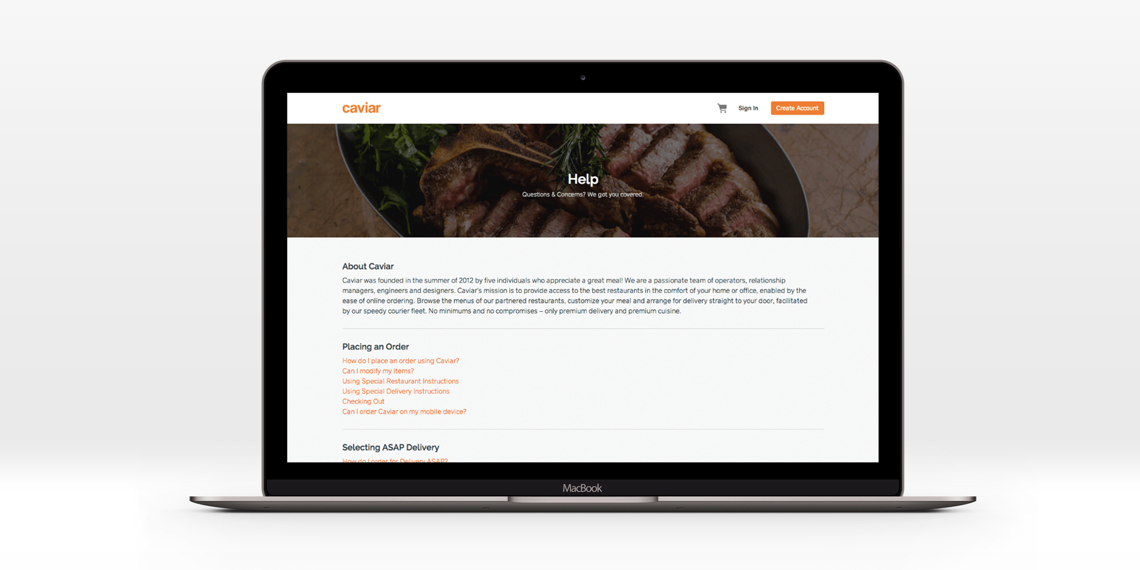 caviar
Sign In
Create Account
Help
Questions & Concerns? We got you covered.
About Caviar
Caviar was founded in the summer of 2012 by five individuals who appreciate a great meal! We are a passionate team of operators, relationship
managers, engineers and designers. Caviar's mission is to provide access to the best restaurants in the comfort of your home or office, enabled by the
ease of online ordering. Browse the menus of our partnered restaurants, customize your meal and arrange for delivery straight to your door, facilitated
by our speedy courier fleet. No minimums and no compromises – only premium delivery and premium cuisine.
Placing an Order
How do I place an order using Caviar?
Can I modify my items?
Using Special Restaurant Instructions
Using Special Delivery Instructions
Checking Out
Can I order Caviar on my mobile device?
Selecting ASAP Delivery
How do I order for Delivery ASAP?
MacBook